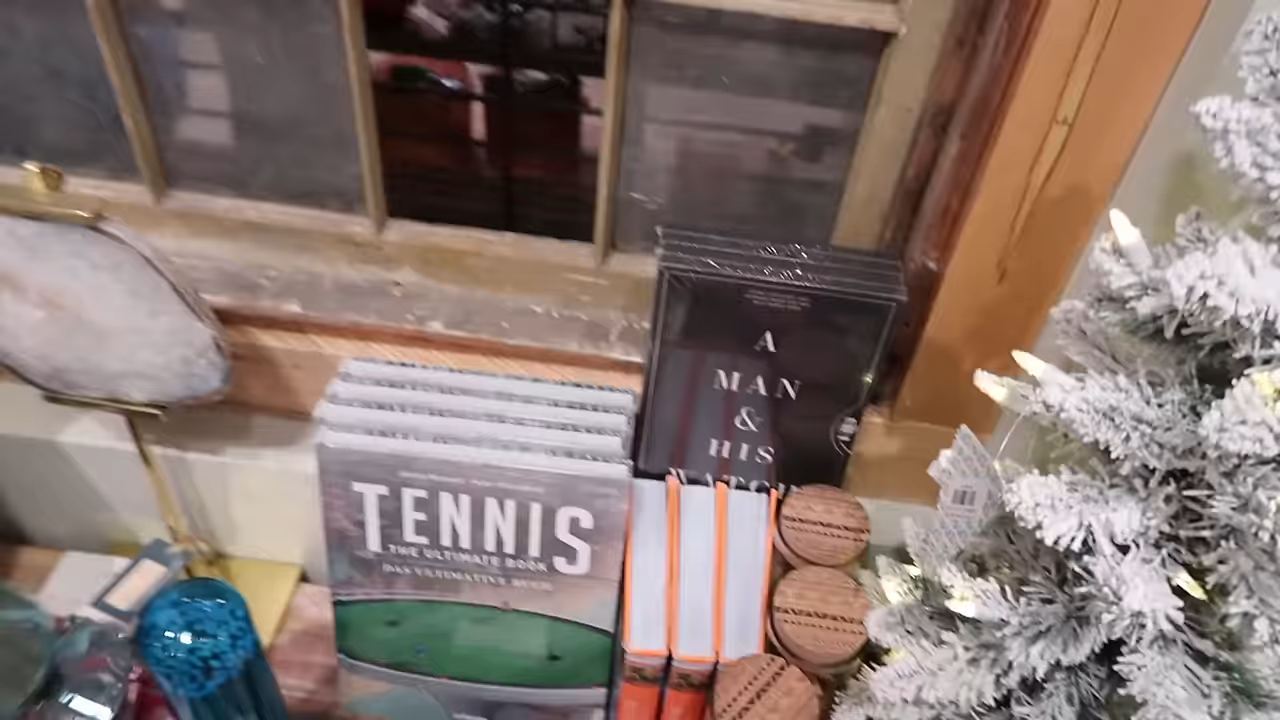 TENNIS
THE ULTIMATE BOOK
DAS ULTIMATIVE BUCH
A
MAN
&
HIS